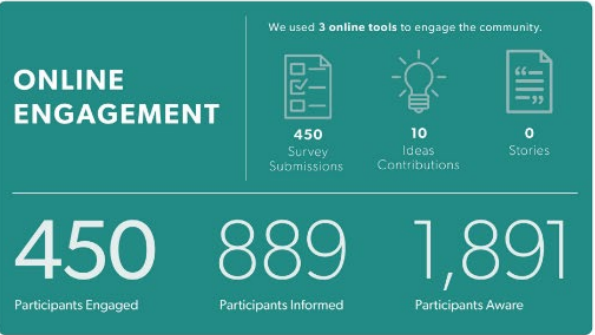 We used 3 online tools to engage the community.
ONLINE
ENGAGEMENT
450
Survey
Submissions
10
Ideas
Contributions
0
Stories
450
Participants Engaged
889
Participants Informed
1,891
Participants Aware